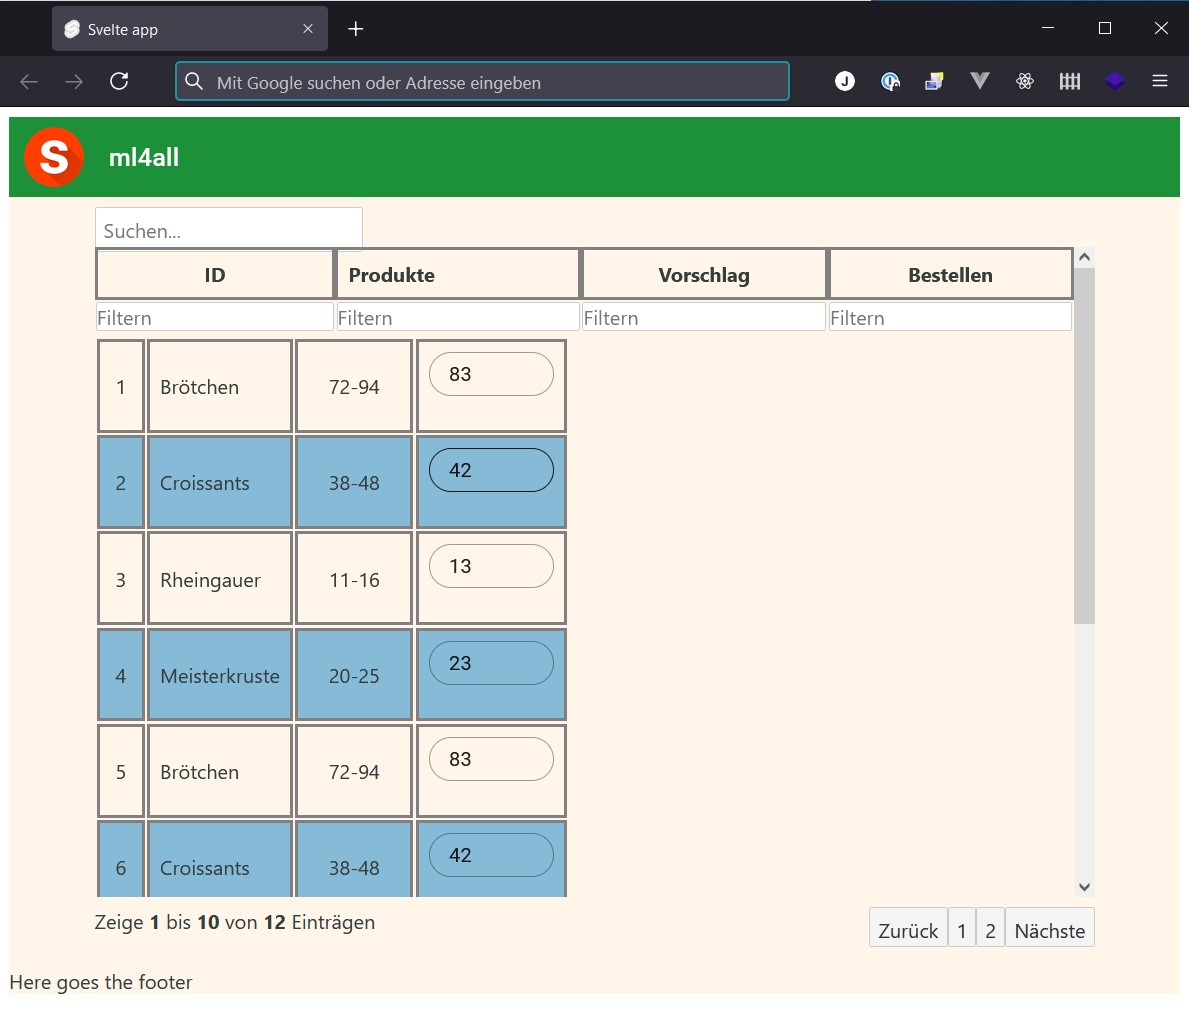 Svelte app
Mit Google suchen oder Adresse eingeben
J
S ml4all
Suchen...
ID Produkte Vorschlag Bestellen
Filtern Filtern Filtern Filtern
1 Brötchen 72-94 83
2 Croissants 38-48 42
3 Rheingauer 11-16 13
4 Meisterkruste 20-25 23
5 Brötchen 72-94 83
6 Croissants 38-48 42
Zeige 1 bis 10 von 12 Einträgen Zurück 1 2 Nächste
Here goes the footer